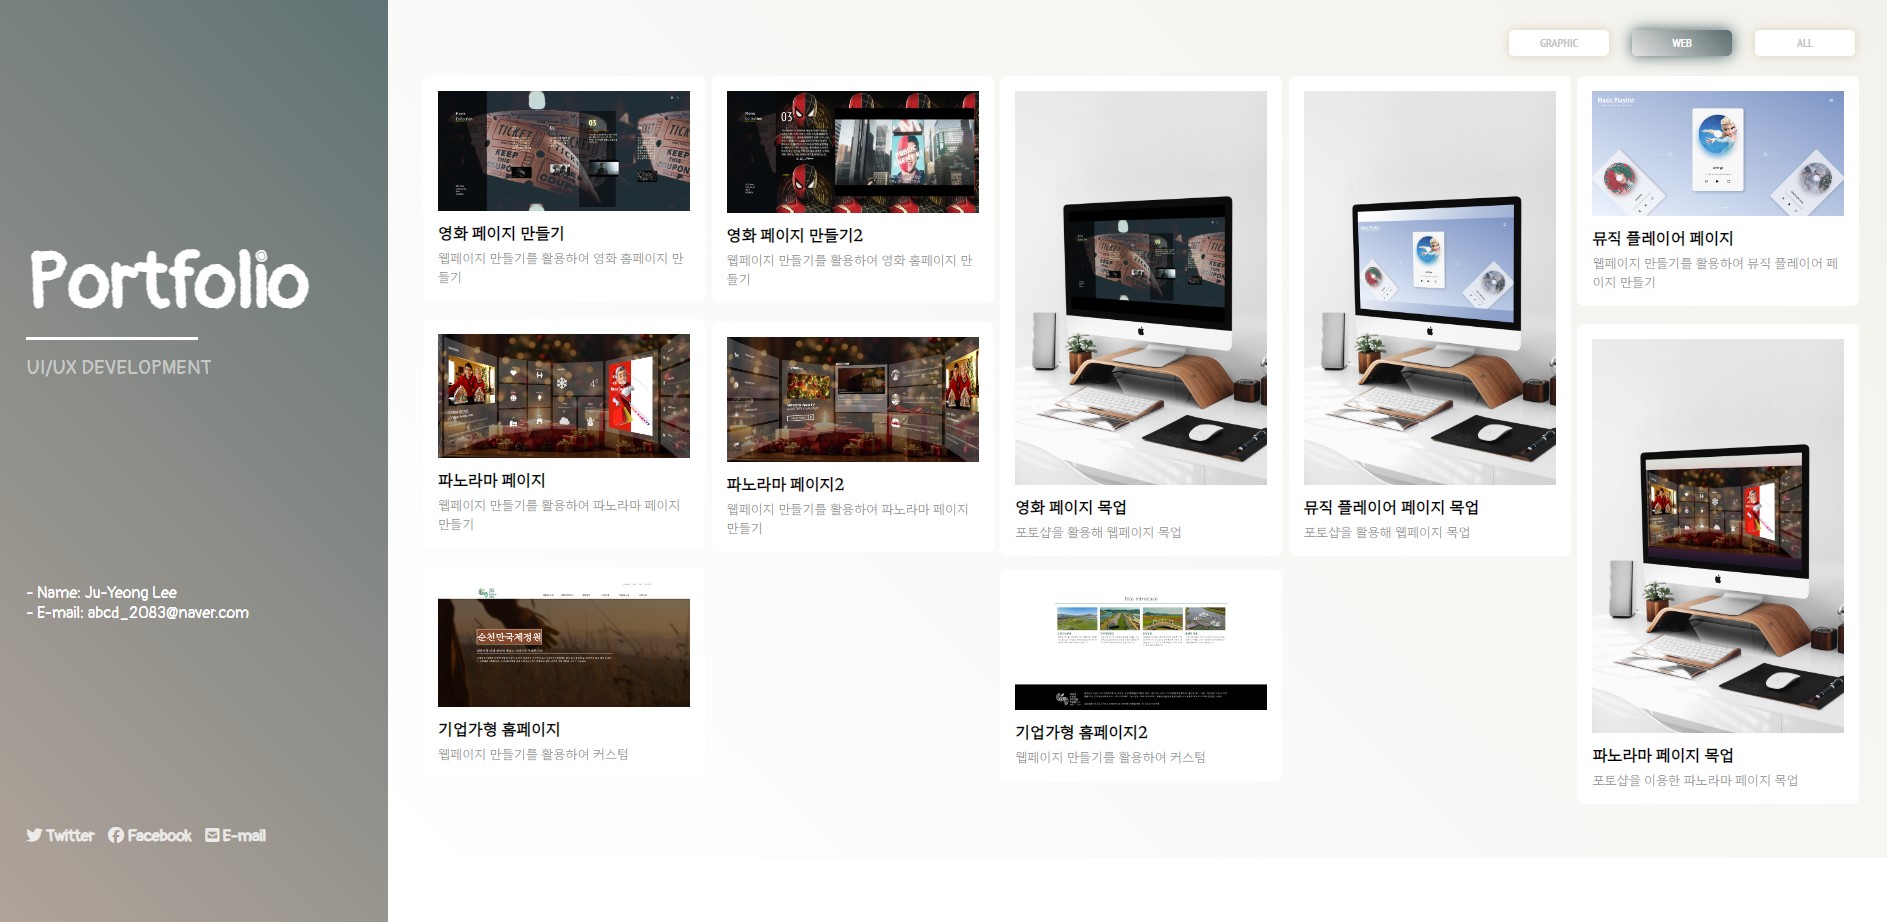 Portfolio
UI/UX DEVELOPMENT
- Name: Ju-Yeong Lee
- E-mail: abcd_2083@naver.com
Twitter Facebook E-mail
GRAPHIC WEB ALL
영화 페이지 만들기
웹페이지 만들기를 활용하여 영화 홈페이지 만
들기
파노라마 페이지
웹페이지 만들기를 활용하여 파노라마 페이지
만들기
순천만국제정원
기업가형 홈페이지
웹페이지 만들기를 활용하여 커스텀
03
영화 페이지 만들기2
웹페이지 만들기를 활용하여 영화 홈페이지 만
들기
파노라마 페이지2
웹페이지 만들기를 활용하여 파노라마 페이지
만들기
영화 페이지 목업
포토샵을 활용해 웹페이지 목업
Site introduce
기업가형 홈페이지2
웹페이지 만들기를 활용하여 커스텀
뮤직 플레이어 페이지 목업
포토샵을 활용해 웹페이지 목업
Music Playlist
뮤직 플레이어 페이지
웹페이지 만들기를 활용하여 뮤직 플레이어 페
이지 만들기
파노라마 페이지 목업
포토샵을 이용한 파노라마 페이지 목업